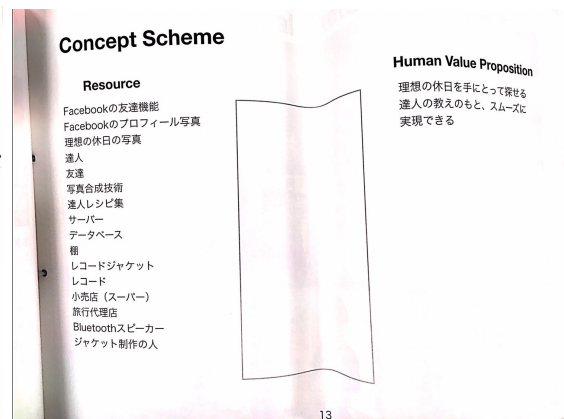 Concept Scheme
Resource
Facebookの友達機能
Facebookのプロフィール写真
理想の休日の写真
達人
友達
写真合成技術
達人レシピ集
サーバー
データベース
棚
レコードジャケット
レコード
小売店（スーパー）
旅行代理店
Bluetoothスピーカー
ジャケット制作の人
Human Value Proposition
理想の休日を手にとって探せる
達人の教えのもと、スムーズに
実現できる
13